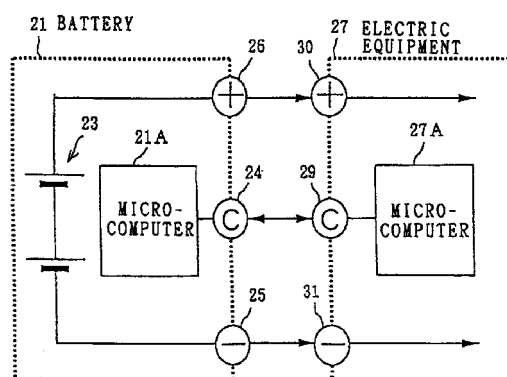 21 BATTERY
26
30
27 ELECTRIC
EQUIPMENT
+
+
23
21A
24
29
27A
MICRO-
COMPUTER
C
C
MICRO-
COMPUTER
25
31
−
−